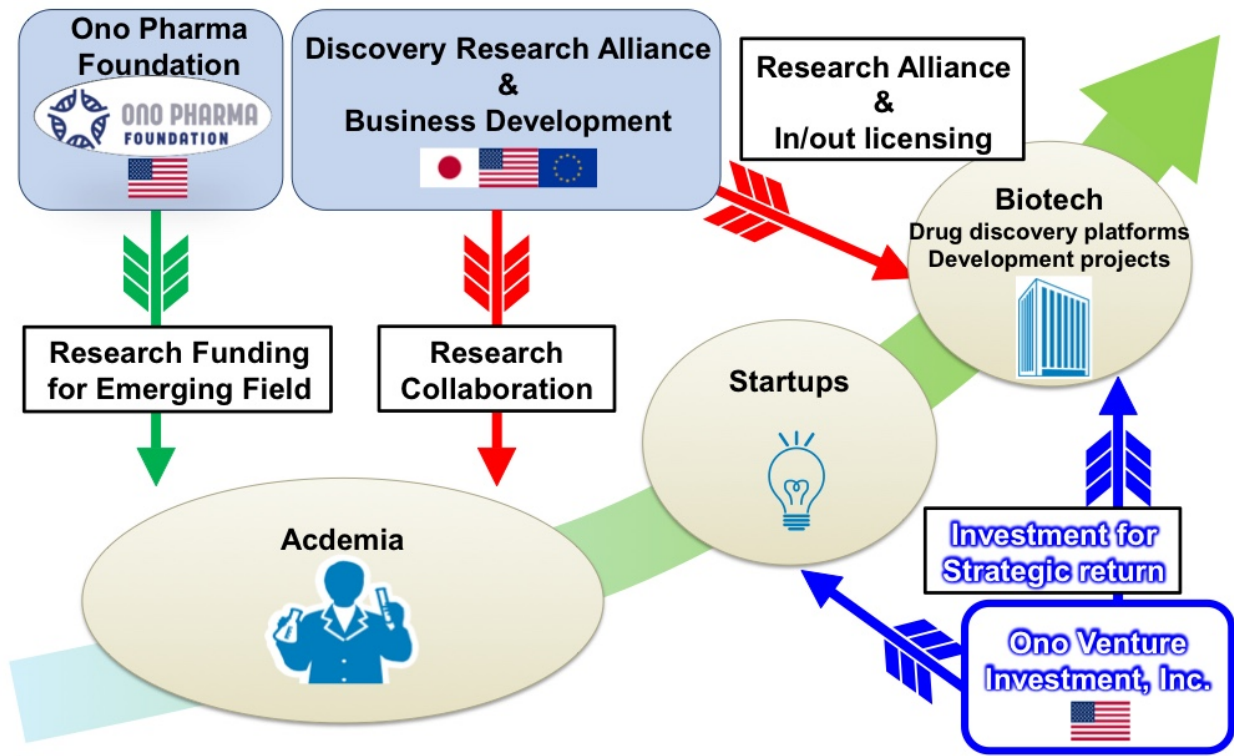 Ono Pharma
Foundation
ONO PHARMA
FOUNDATION
Discovery Research Alliance
&
Business Development
Research Alliance
&
In/out licensing
Biotech
Drug discovery platforms
Development projects
Research Funding
for Emerging Field
Research
Collaboration
Startups
Acdemia
Investment for
Strategic return
Ono Venture
Investment, Inc.